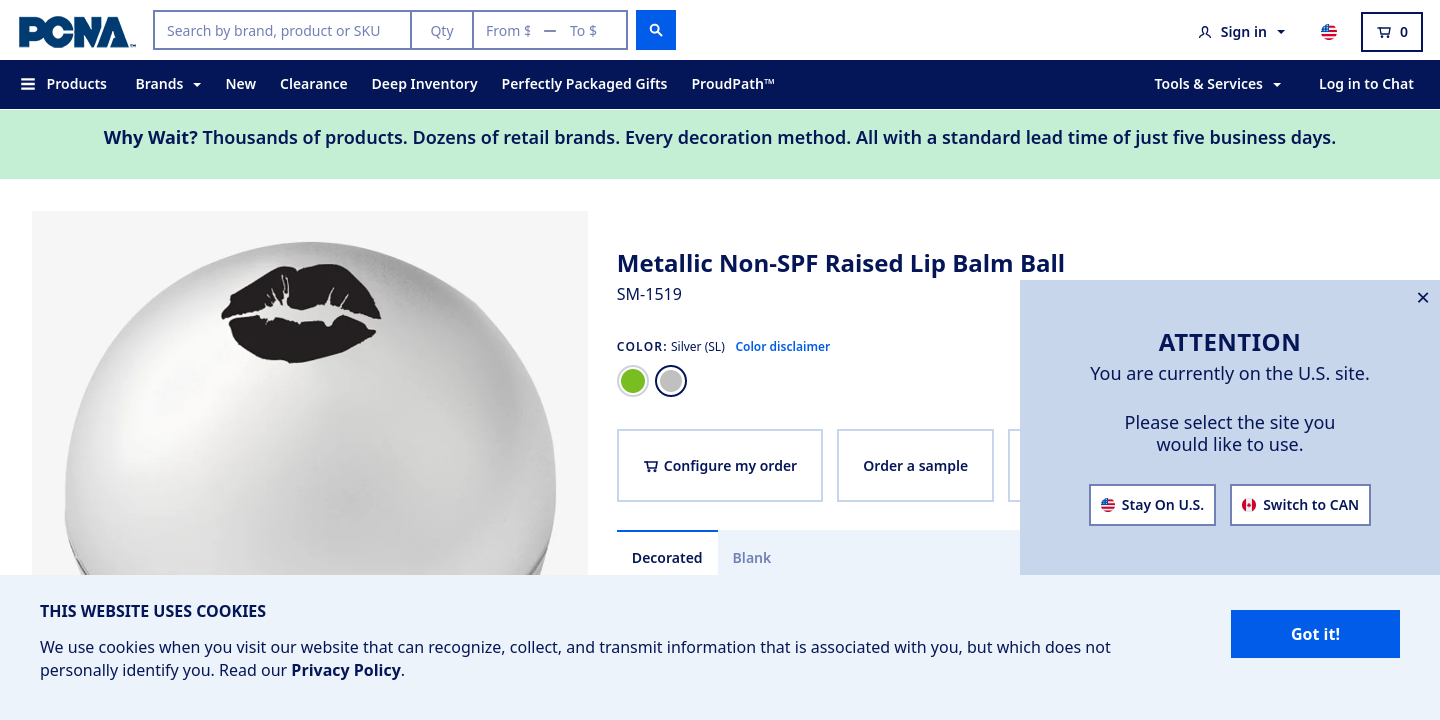 PCNA™
Search by brand, product or SKU
Qty
From $ — To $
Sign in
0
Products
Brands
New
Clearance
Deep Inventory
Perfectly Packaged Gifts
ProudPath™
Tools & Services
Log in to Chat
Why Wait? Thousands of products. Dozens of retail brands. Every decoration method. All with a standard lead time of just five business days.
Metallic Non-SPF Raised Lip Balm Ball
SM-1519
COLOR: Silver (SL) Color disclaimer
Configure my order
Order a sample
Decorated
Blank
ATTENTION
You are currently on the U.S. site.
Please select the site you
would like to use.
Stay On U.S.
Switch to CAN
THIS WEBSITE USES COOKIES
We use cookies when you visit our website that can recognize, collect, and transmit information that is associated with you, but which does not
personally identify you. Read our Privacy Policy.
Got it!